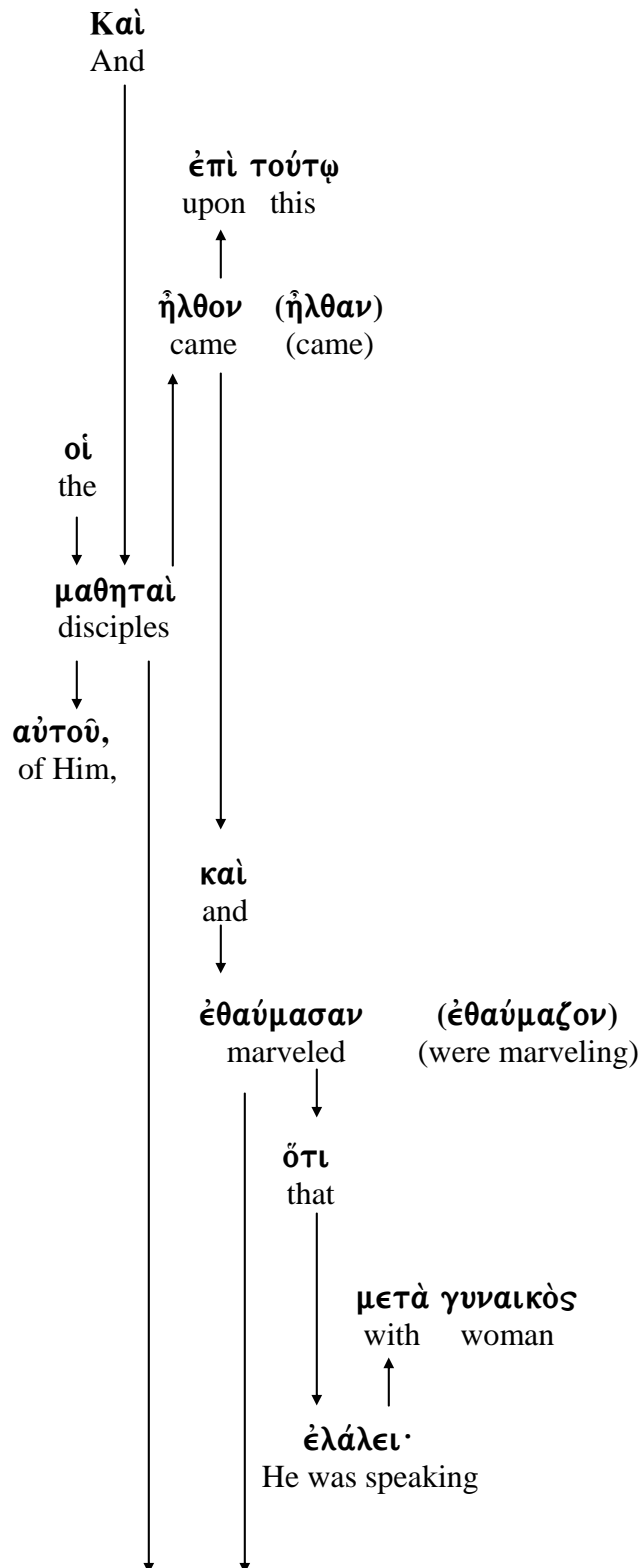 Καὶ
And
ἐπὶ τούτῳ
upon this
ἦλθον (ἦλθαν)
came (came)
οἱ
the
μαθηταὶ
disciples
αὐτοῦ,
of Him,
καὶ
and
ἐθαύμασαν (ἐθαύμαζον)
marveled (were marveling)
ὅτι
that
μετὰ γυναικὸς
with woman
ἐλάλει·
He was speaking